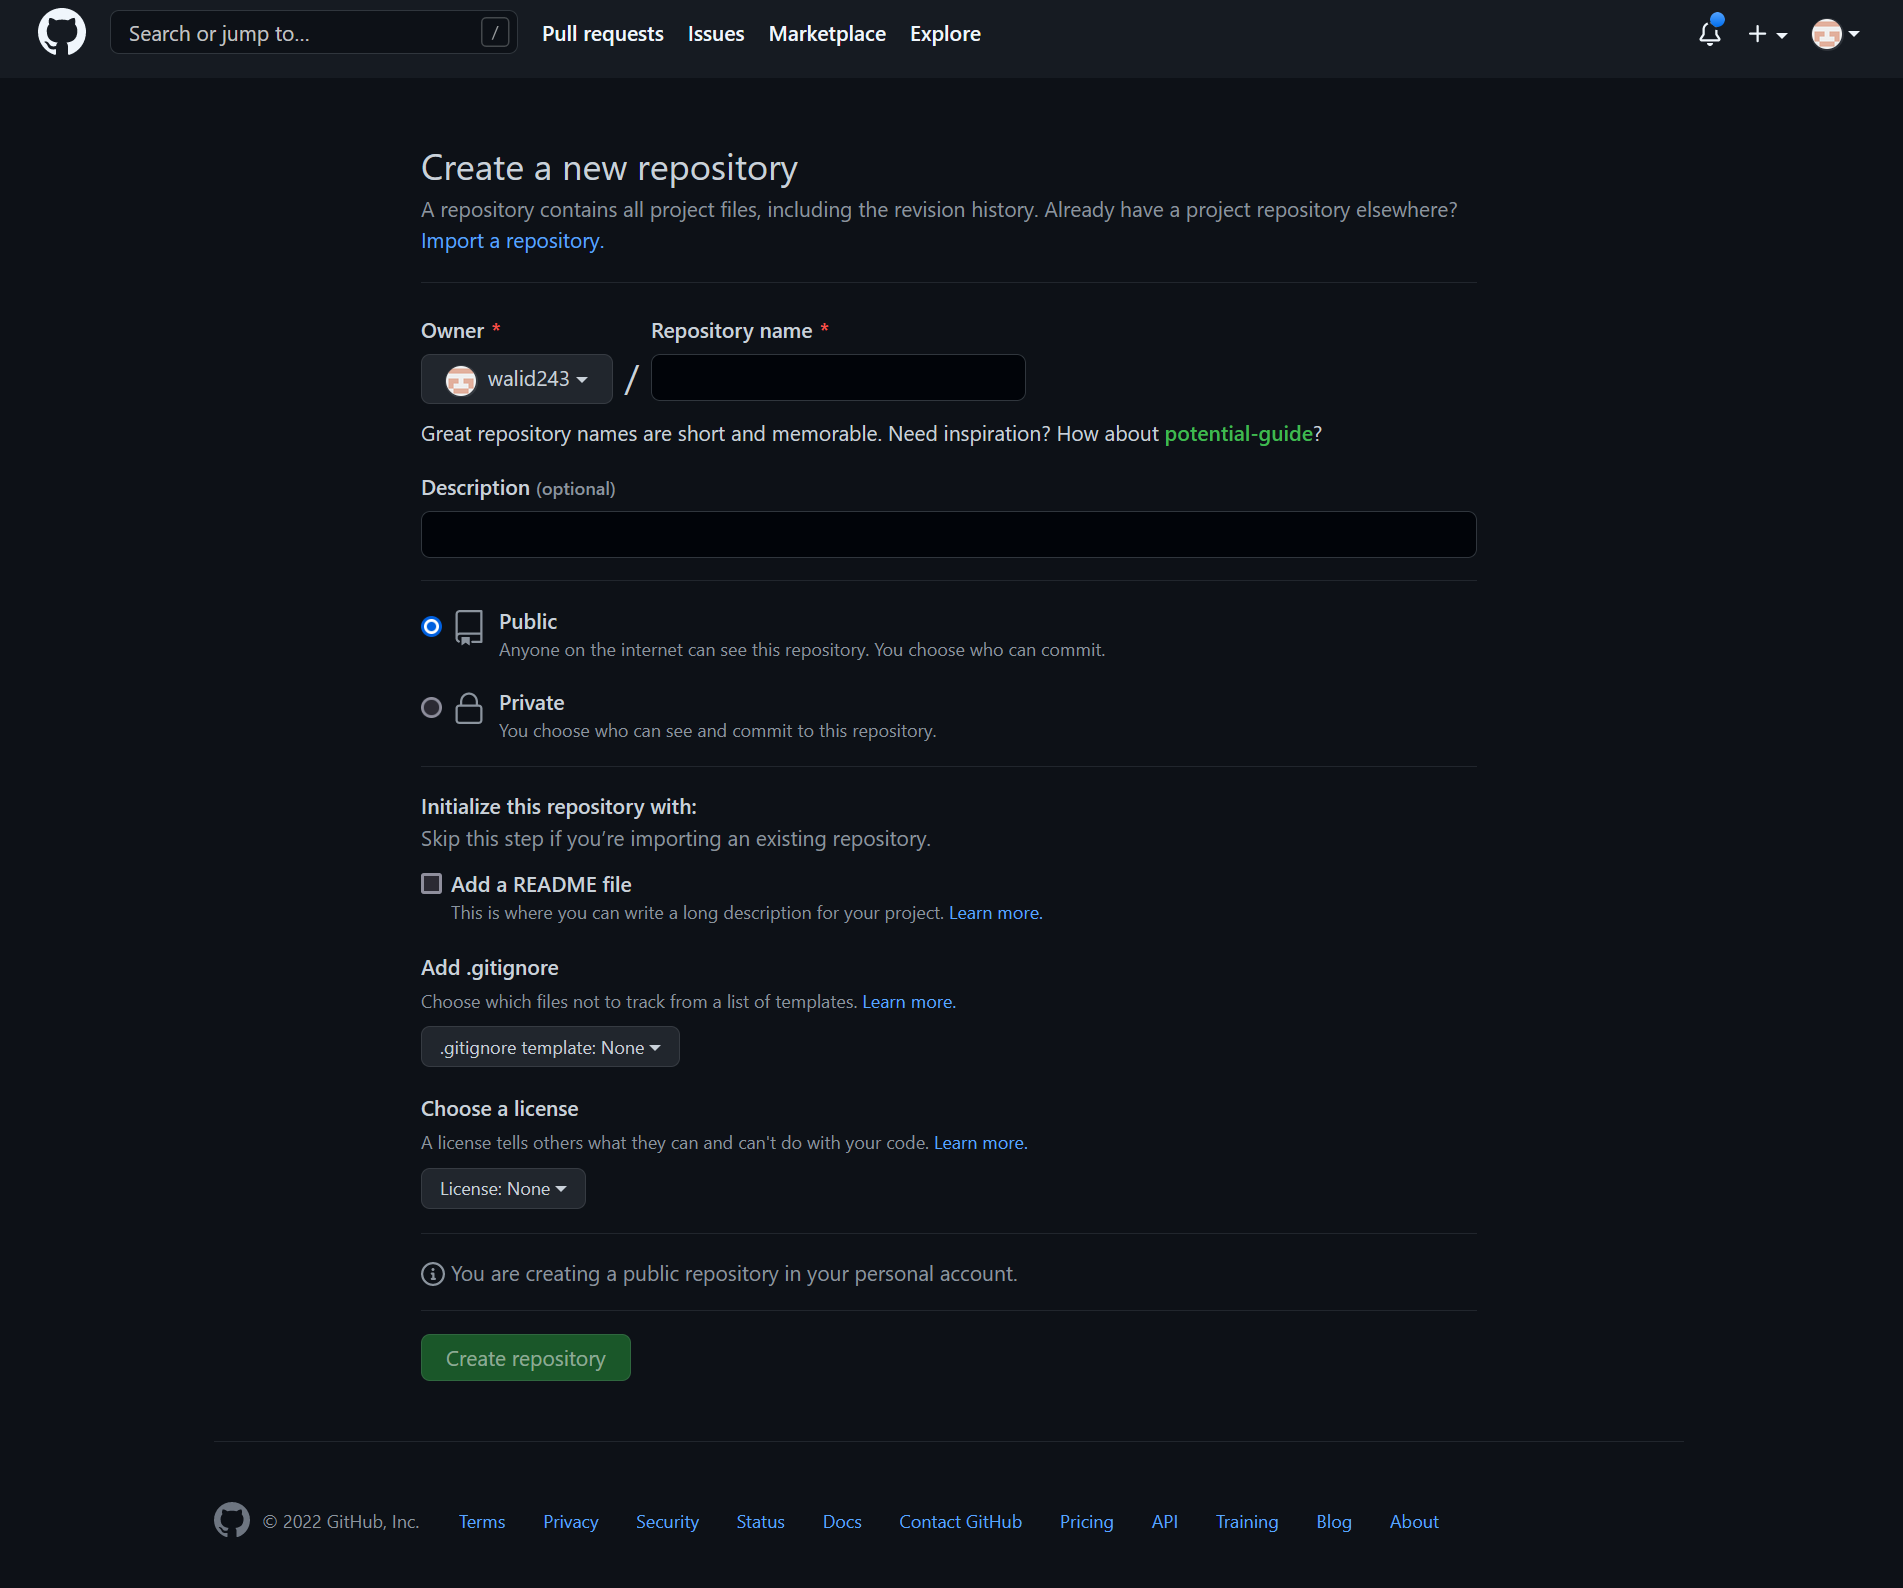 Search or jump to... /
Pull requests Issues Marketplace Explore
Create a new repository
A repository contains all project files, including the revision history. Already have a project repository elsewhere?
Import a repository.
Owner * Repository name *
walid243 /
Great repository names are short and memorable. Need inspiration? How about potential-guide?
Description (optional)
Public
Anyone on the internet can see this repository. You choose who can commit.
Private
You choose who can see and commit to this repository.
Initialize this repository with:
Skip this step if you’re importing an existing repository.
Add a README file
This is where you can write a long description for your project. Learn more.
Add .gitignore
Choose which files not to track from a list of templates. Learn more.
.gitignore template: None
Choose a license
A license tells others what they can and can't do with your code. Learn more.
License: None
You are creating a public repository in your personal account.
Create repository
© 2022 GitHub, Inc. Terms Privacy Security Status Docs Contact GitHub Pricing API Training Blog About